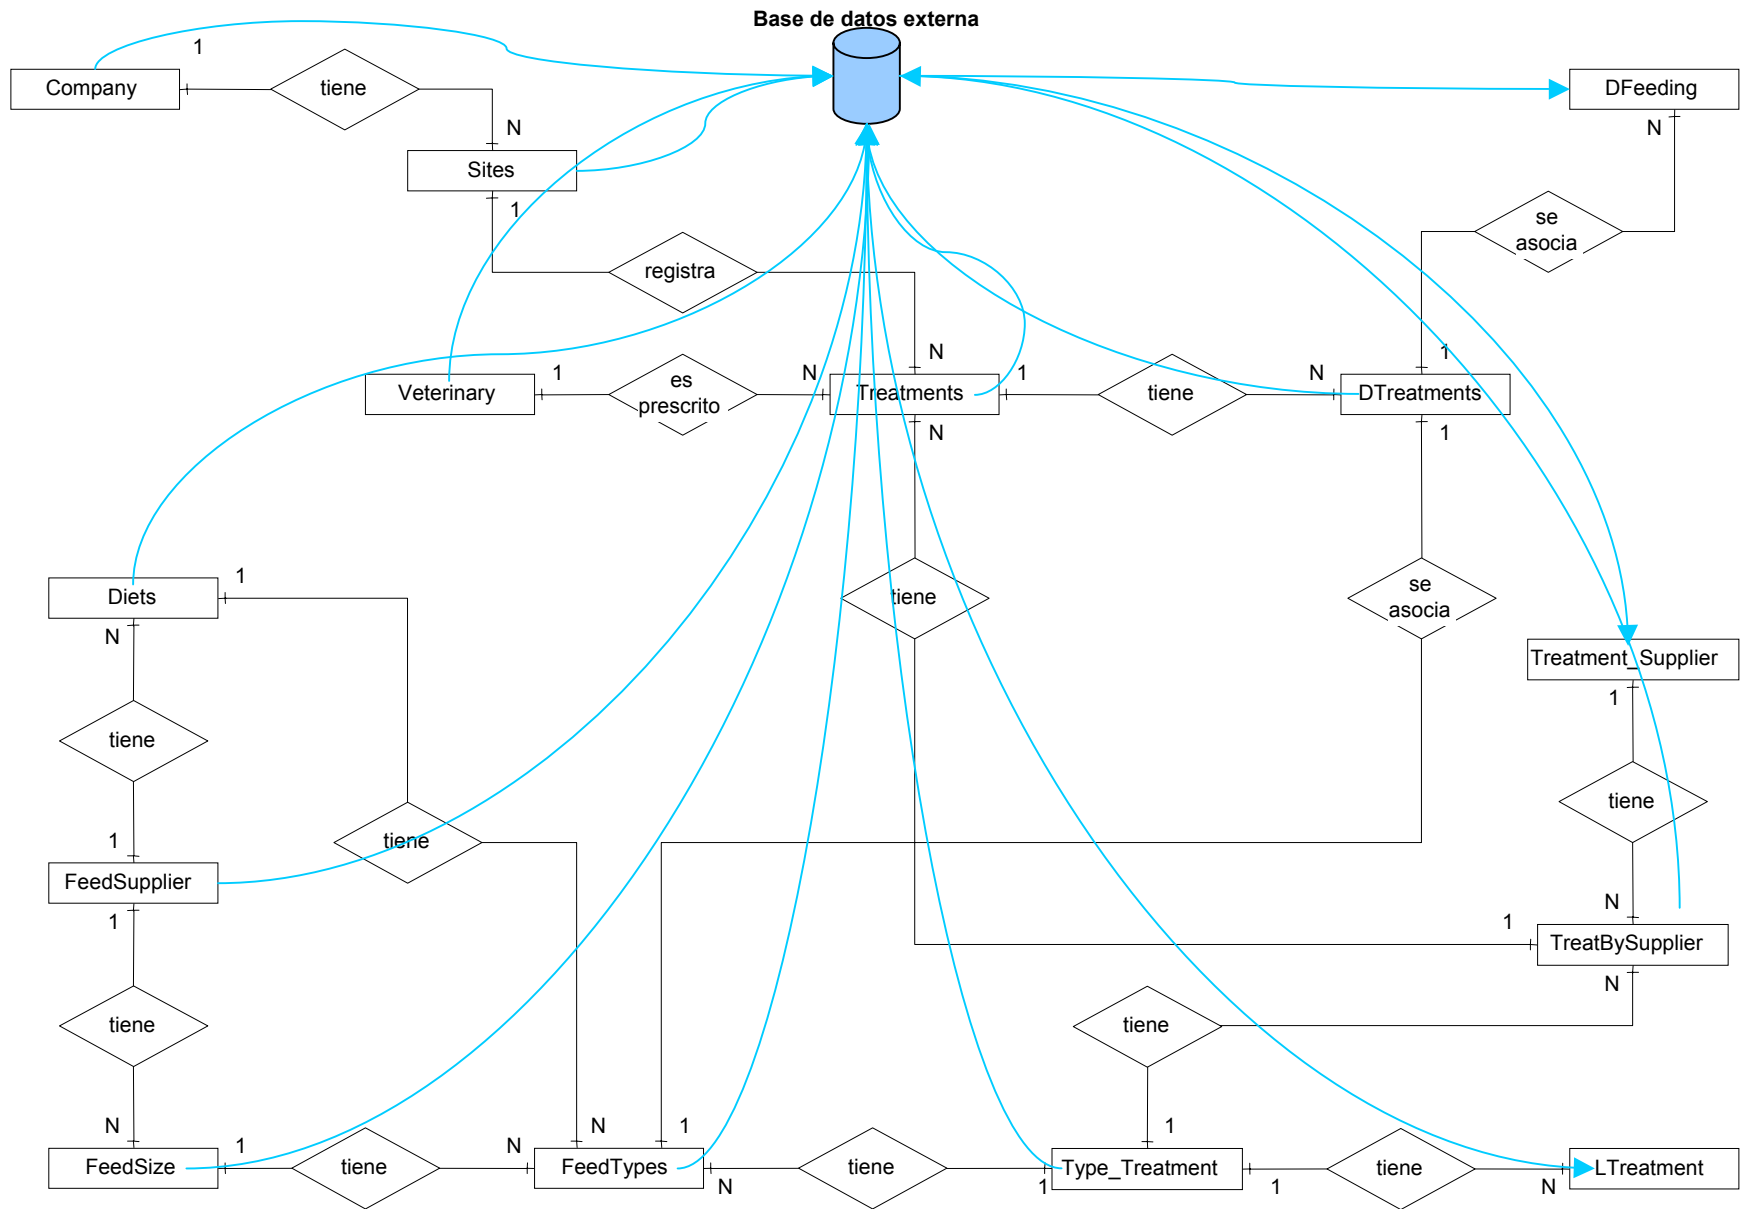 Base de datos externa
1
Company
tiene
DFeeding
N
N
Sites
1
se
asocia
registra
N
1
1
es
prescrito
N
Veterinary
Treatments
1
tiene
N
DTreatments
N
1
Diets
1
tiene
se
asocia
N
Treatment_Supplier
1
tiene
tiene
tiene
1
FeedSupplier
1
N
1
TreatBySupplier
N
tiene
tiene
N
1
N
N
1
1
FeedSize
tiene
FeedTypes
tiene
Type_Treatment
tiene
LTreatment
N
1
1
N